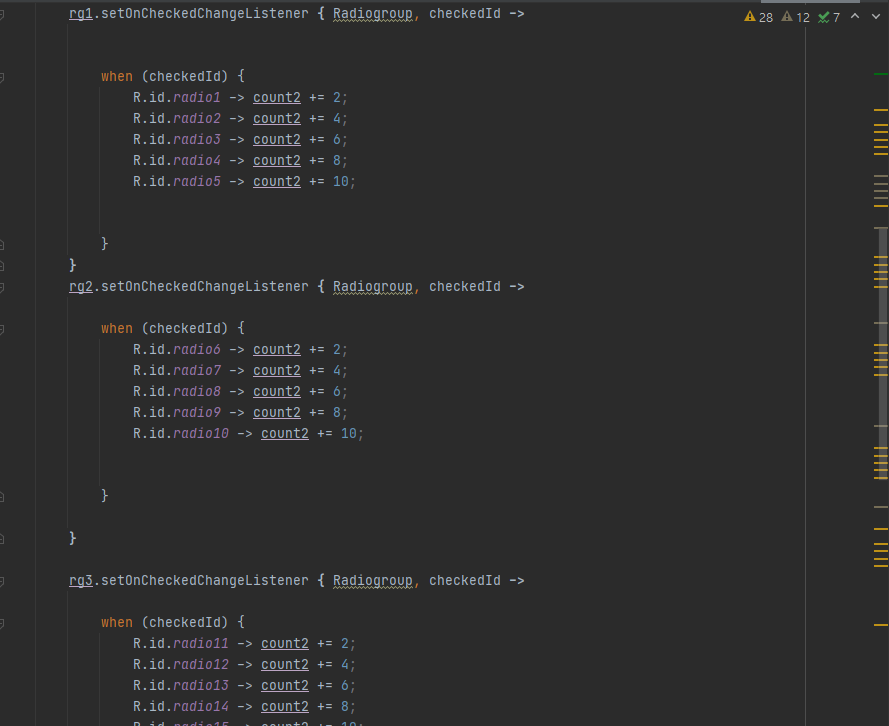 rg1.setOnCheckedChangeListener { Radiogroup, checkedId ->
28 12 7
when (checkedId) {
R.id.radio1 -> count2 += 2;
R.id.radio2 -> count2 += 4;
R.id.radio3 -> count2 += 6;
R.id.radio4 -> count2 += 8;
R.id.radio5 -> count2 += 10;
}
}
rg2.setOnCheckedChangeListener { Radiogroup, checkedId ->
when (checkedId) {
R.id.radio6 -> count2 += 2;
R.id.radio7 -> count2 += 4;
R.id.radio8 -> count2 += 6;
R.id.radio9 -> count2 += 8;
R.id.radio10 -> count2 += 10;
}
}
rg3.setOnCheckedChangeListener { Radiogroup, checkedId ->
when (checkedId) {
R.id.radio11 -> count2 += 2;
R.id.radio12 -> count2 += 4;
R.id.radio13 -> count2 += 6;
R.id.radio14 -> count2 += 8;
R.id.radio15 -> count2 += 10;